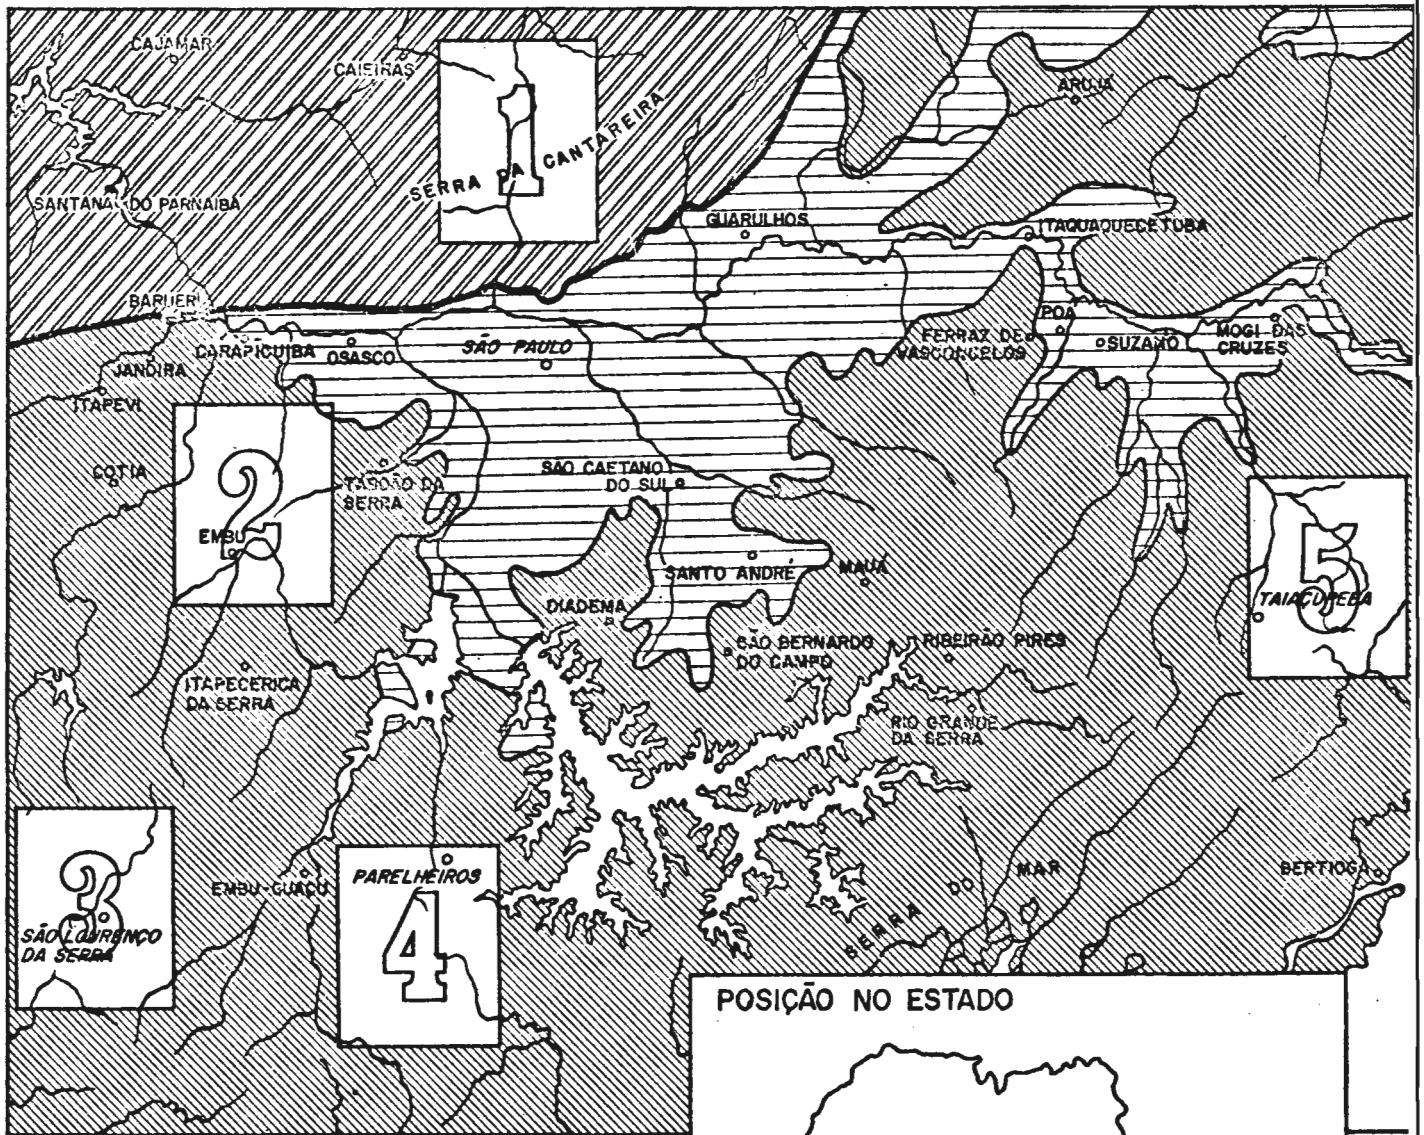 CAJAMAR
CAIEIRAS
1
SERRA DA CANTAREIRA
ARUJÁ
SANTANA DO PARNAÍBA
GUARULHOS
ITAQUAQUECETUBA
BARUERI
POÁ
CARAPICUIBA
OSASCO
SÃO PAULO
FERRAZ DE
VASCONCELOS
SUZANO
MOGI DAS
CRUZES
JANDIRA
ITAPEVI
COTIA
2
TABOÃO DA
SERRA
SÃO CAETANO
DO SUL
EMBU
5
SANTO ANDRÉ
MAUÁ
TAIAÇUPEBA
DIADEMA
SÃO BERNARDO
DO CAMPO
RIBEIRÃO PIRES
ITAPECERICA
DA SERRA
RIO GRANDE
DA SERRA
3
EMBU-GUAÇU
PARELHEIROS
4
SERRA DO MAR
BERTIOGA
SÃO LOURENÇO
DA SERRA
POSIÇÃO NO ESTADO